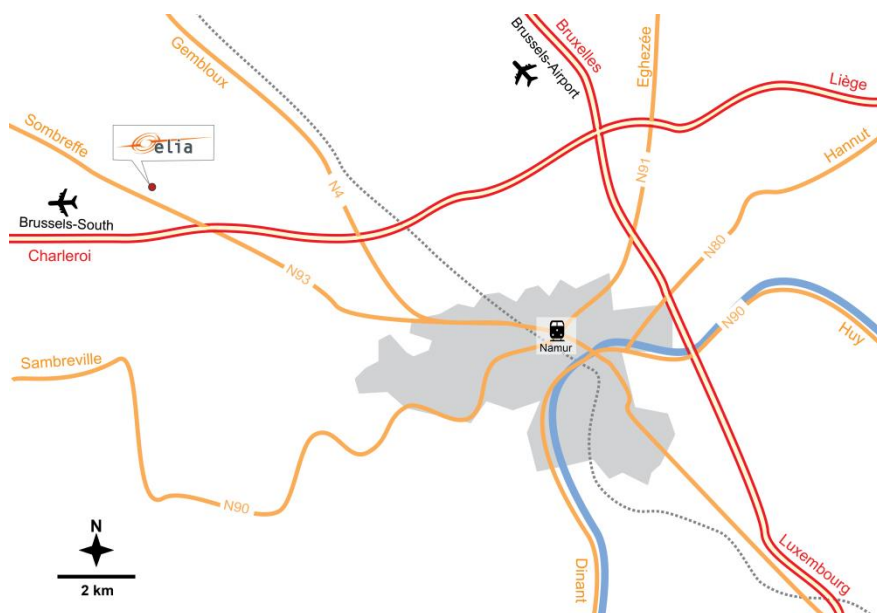 Gembloux
Bruxelles
Brussels-Airport
Eghezée
Liège
Sombreffe
elia
Hannut
N4
N91
Brussels-South
Charleroi
N80
N93
N90
Huy
Namur
Sambreville
N90
N
2 km
Dinant
Luxembourg